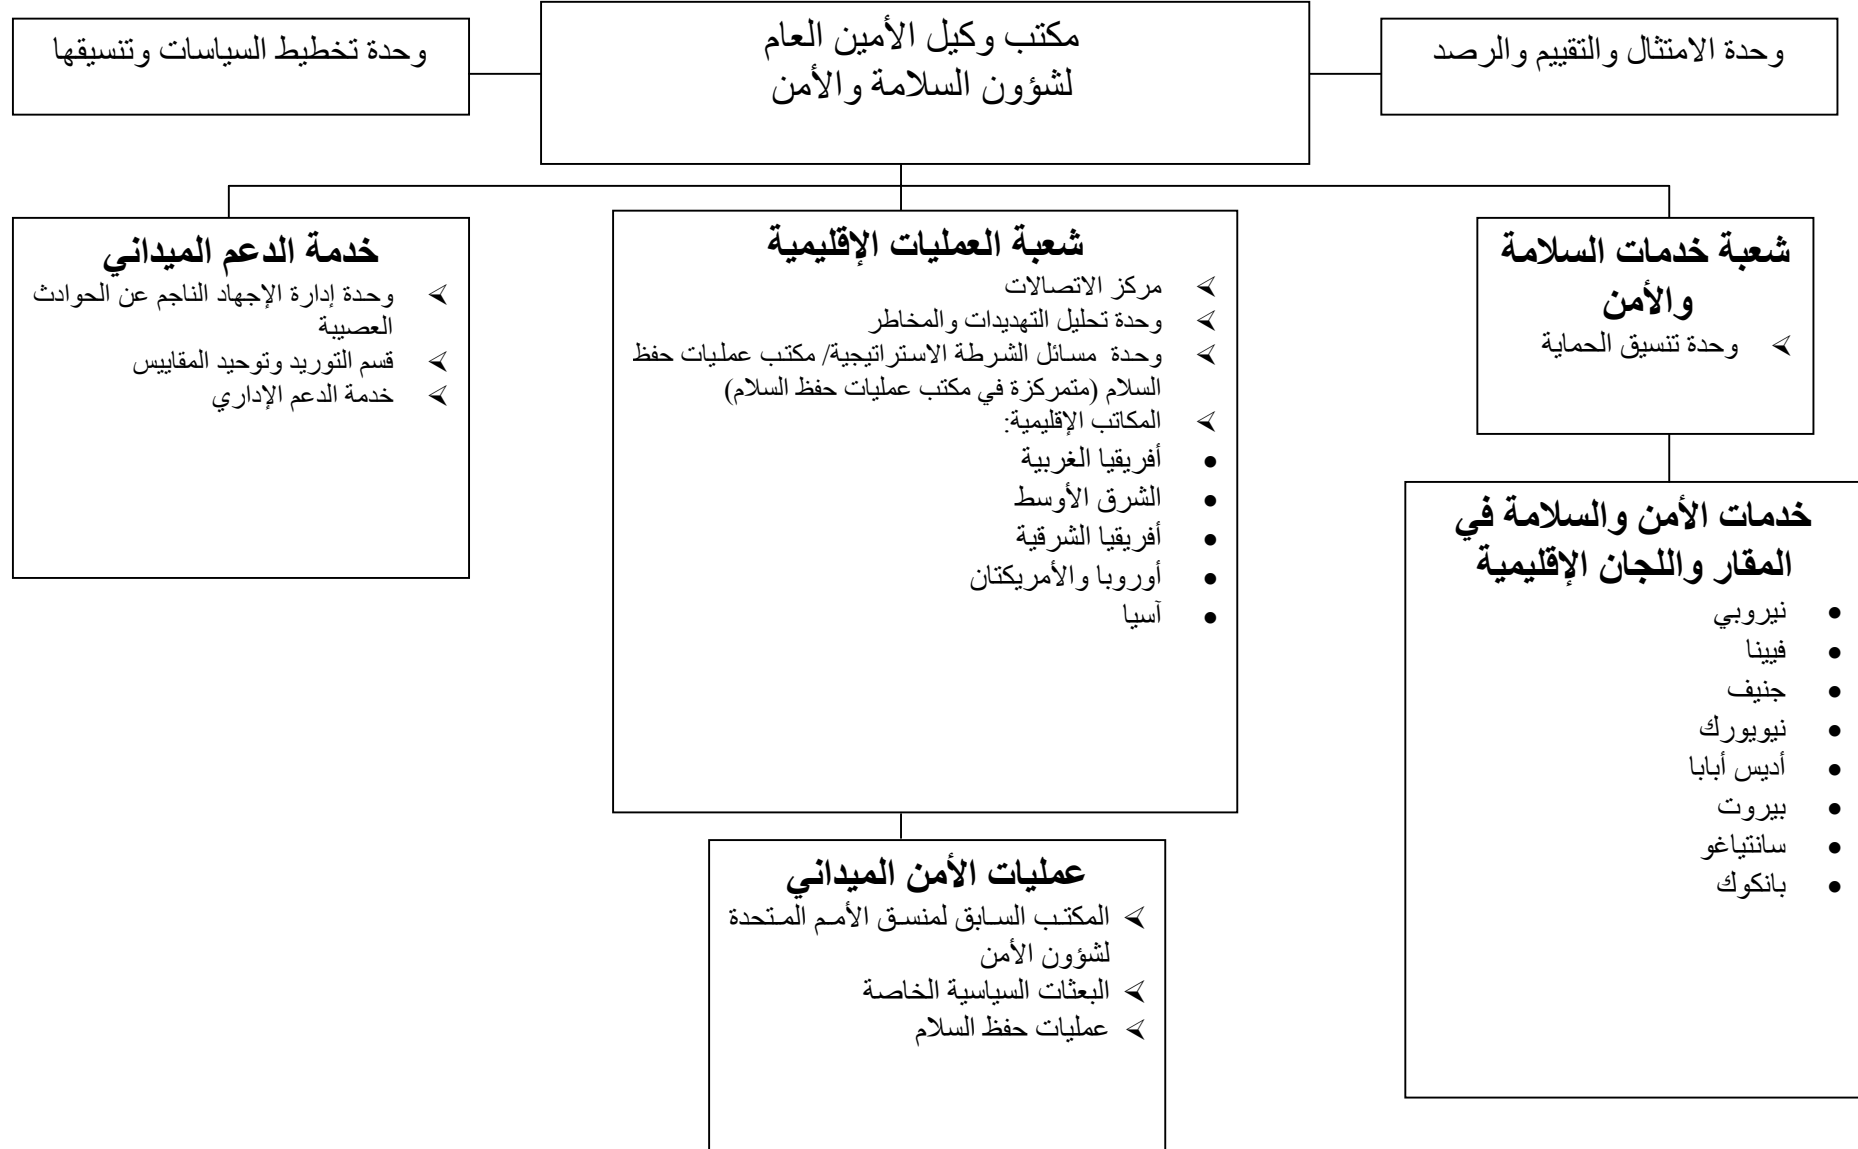 وحدة الامتثال والتقييم والرصد
مكتب وكيل الأمين العام
لشؤون السلامة والأمن
وحدة تخطيط السياسات وتنسيقها
شعبة خدمات السلامة
والأمن
وحدة تنسيق الحماية
شعبة العمليات الإقليمية
مركز الاتصالات
وحدة تحليل التهديدات والمخاطر
وحدة مسائل الشرطة الاستراتيجية/ مكتب عمليات حفظ
السلام (متمركزة في مكتب عمليات حفظ السلام)
المكاتب الإقليمية:
أفريقيا الغربية
الشرق الأوسط
أفريقيا الشرقية
أوروبا والأمريكتان
آسيا
خدمة الدعم الميداني
وحدة إدارة الإجهاد الناجم عن الحوادث
العصيبة
قسم التوريد وتوحيد المقاييس
خدمة الدعم الإداري
خدمات الأمن والسلامة في
المقار واللجان الإقليمية
نيروبي
فيينا
جنيف
نيويورك
أديس أبابا
بيروت
سانتياغو
بانكوك
عمليات الأمن الميداني
المكتب السابق لمنسق الأمم المتحدة
لشؤون الأمن
البعثات السياسية الخاصة
عمليات حفظ السلام